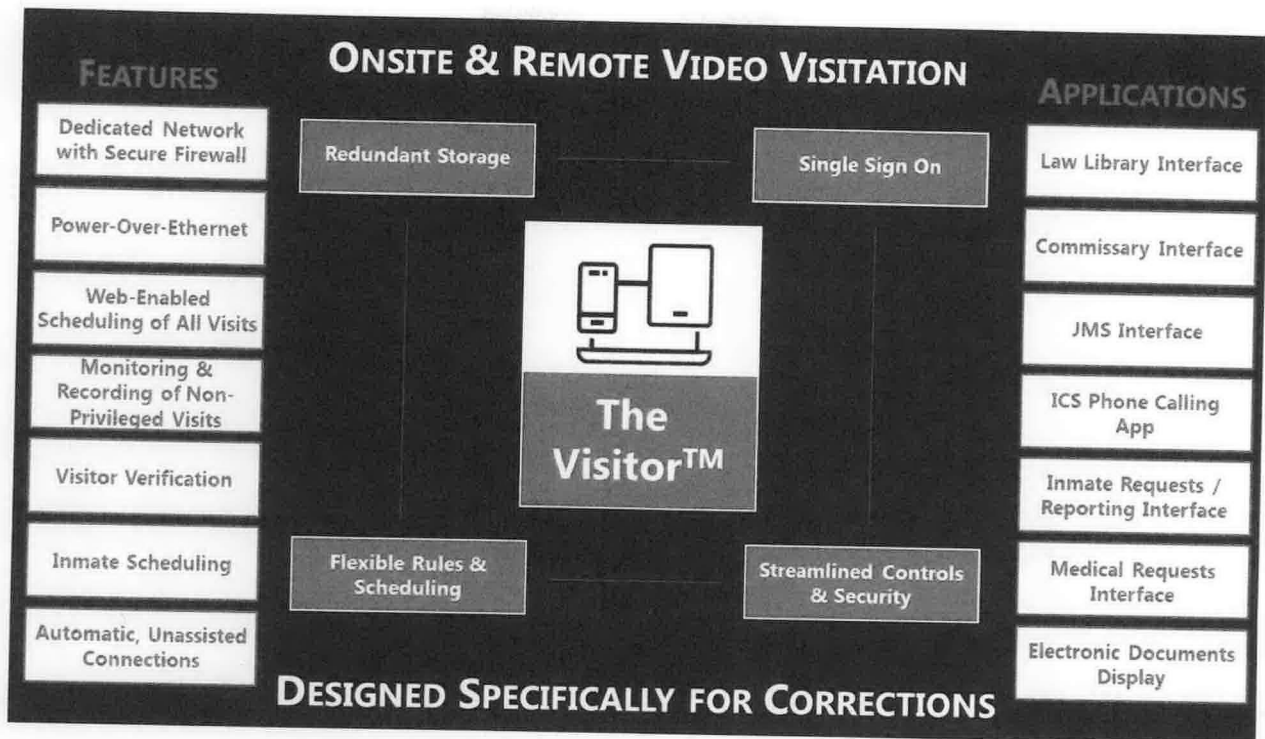 ONSITE & REMOTE VIDEO VISITATION
FEATURES
Dedicated Network
with Secure Firewall
Power-Over-Ethernet
Web-Enabled
Scheduling of All Visits
Monitoring &
Recording of Non-
Privileged Visits
Visitor Verification
Inmate Scheduling
Automatic, Unassisted
Connections
Redundant Storage
Single Sign On
The
Visitor™
Flexible Rules &
Scheduling
Streamlined Controls
& Security
APPLICATIONS
Law Library Interface
Commissary Interface
JMS Interface
ICS Phone Calling
App
Inmate Requests /
Reporting Interface
Medical Requests
Interface
Electronic Documents
Display
DESIGNED SPECIFICALLY FOR CORRECTIONS